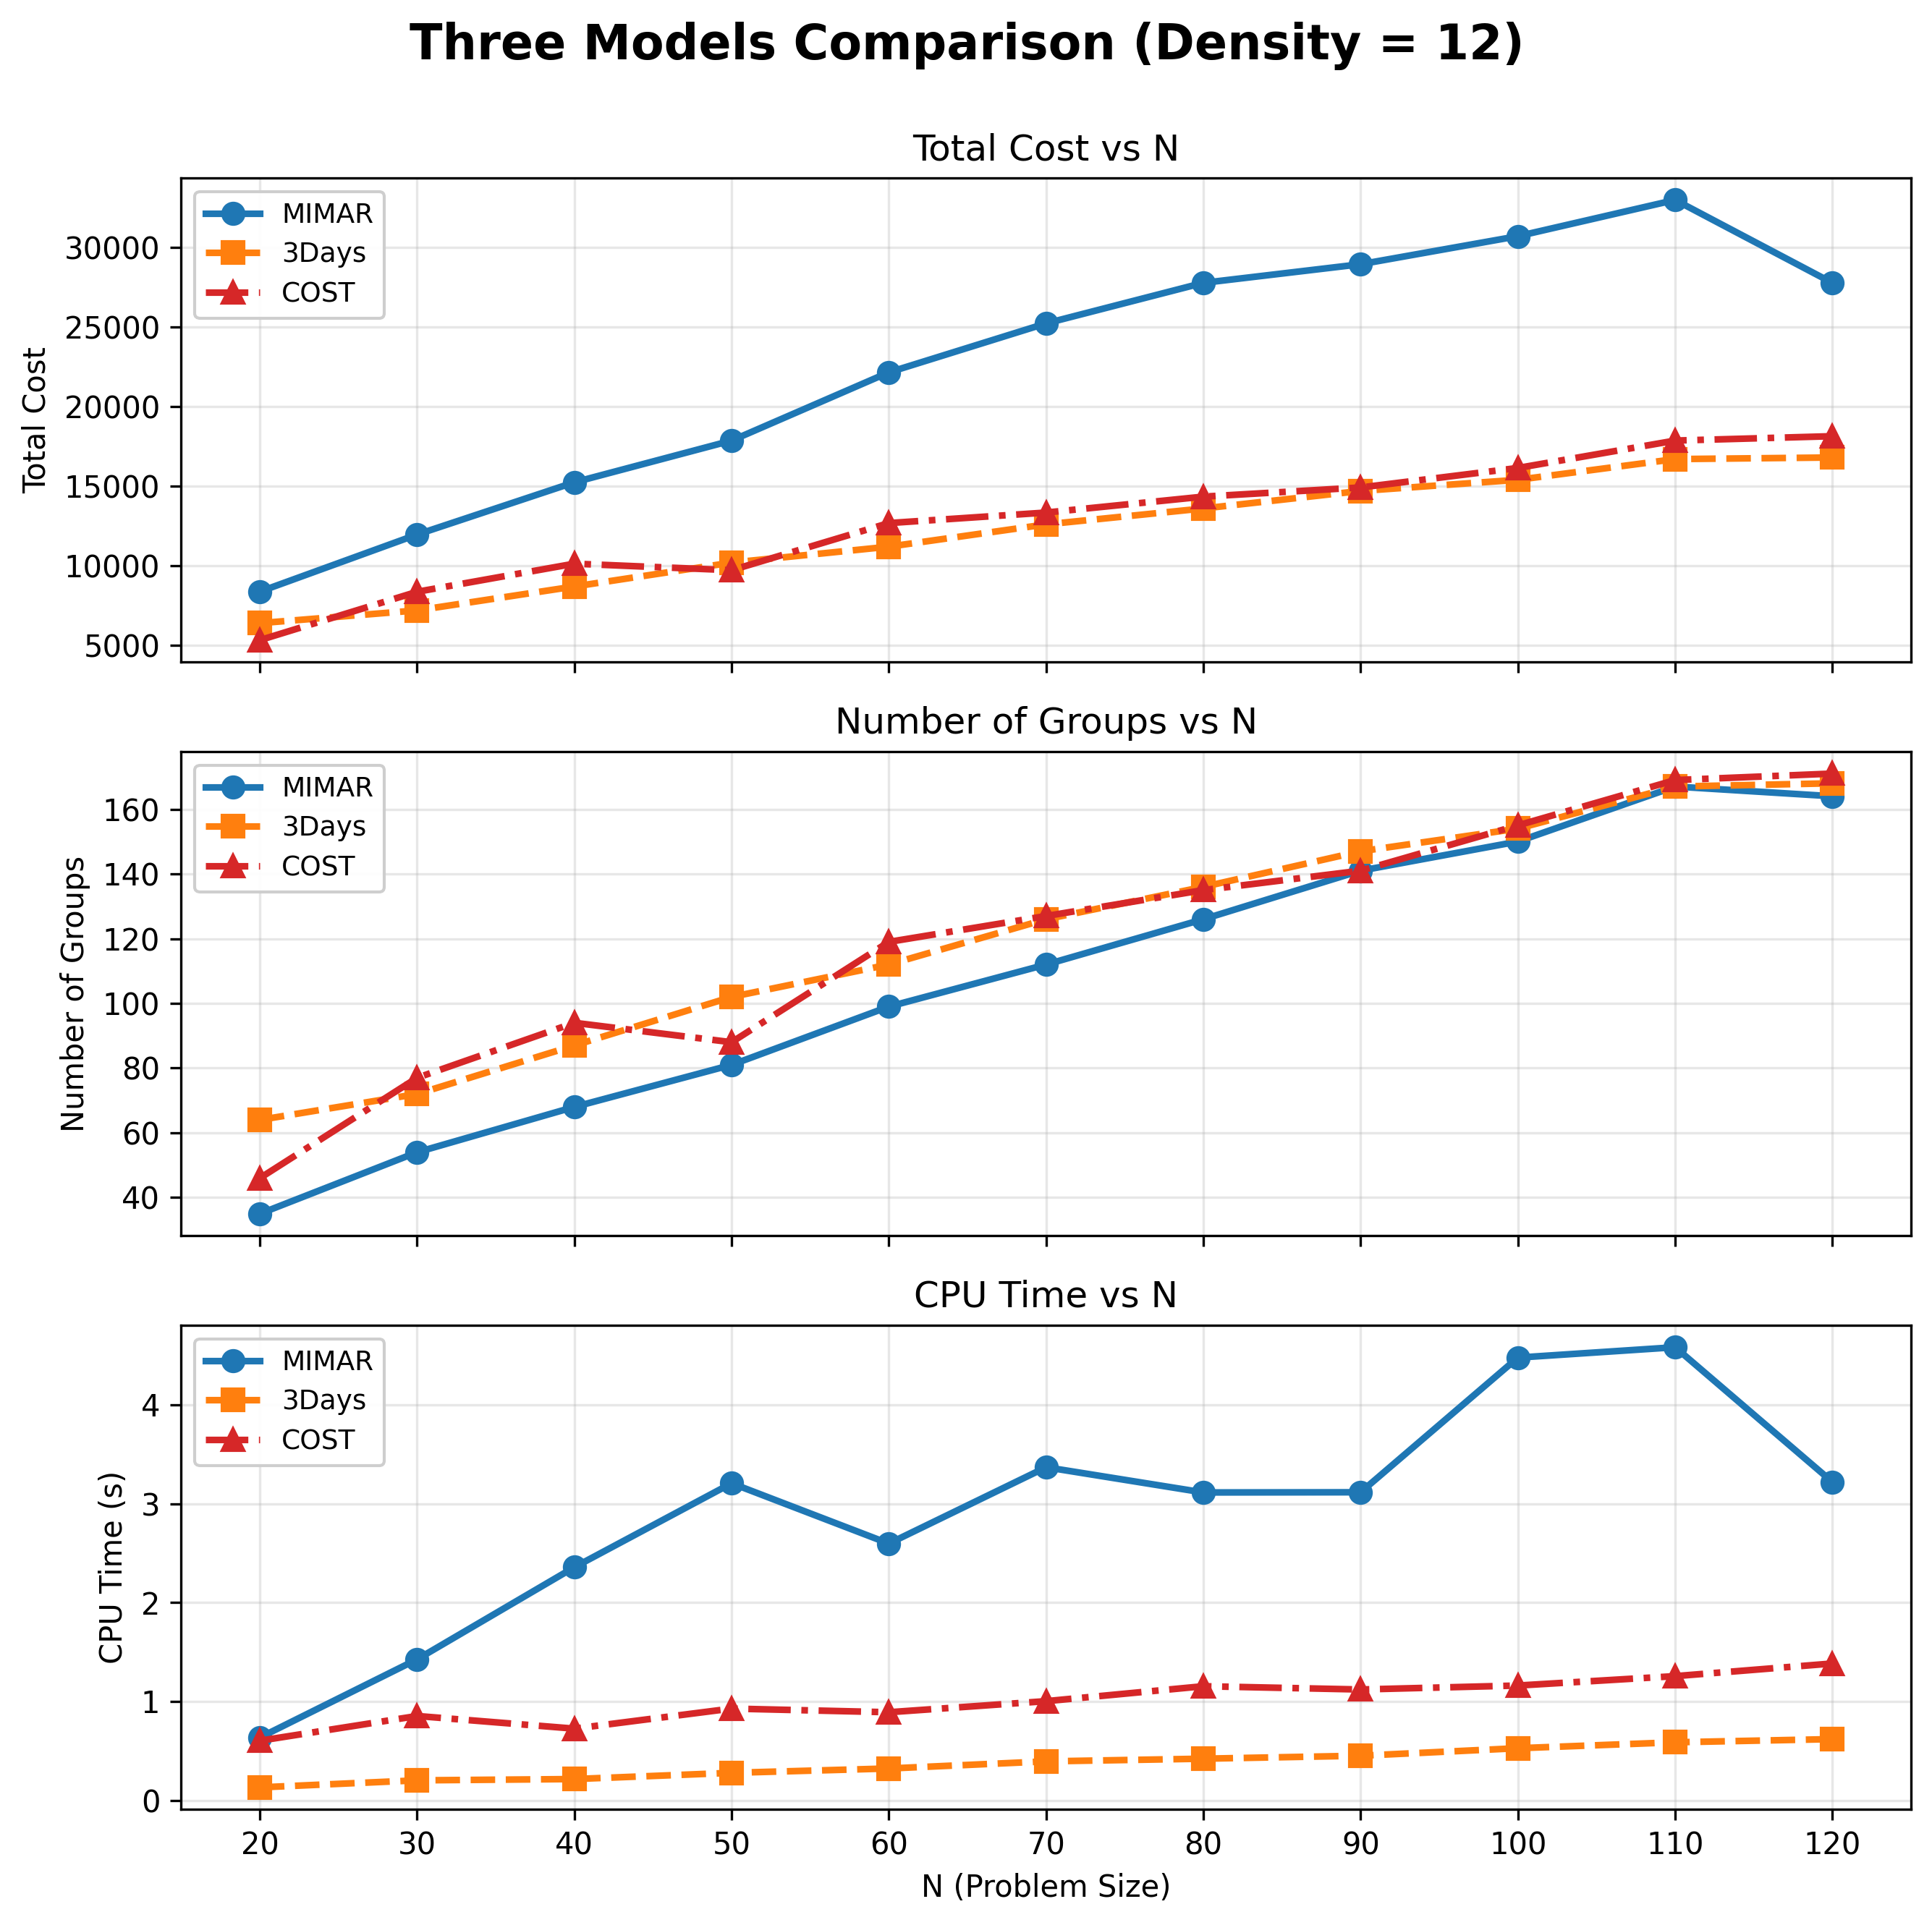 Three Models Comparison (Density = 12)
Total Cost vs N
MIMAR
3Days
COST
30000
25000
20000
15000
10000
5000
Total Cost
Number of Groups vs N
MIMAR
3Days
COST
160
140
120
100
80
60
40
Number of Groups
CPU Time vs N
MIMAR
3Days
COST
4
3
2
1
0
CPU Time (s)
20 30 40 50 60 70 80 90 100 110 120
N (Problem Size)